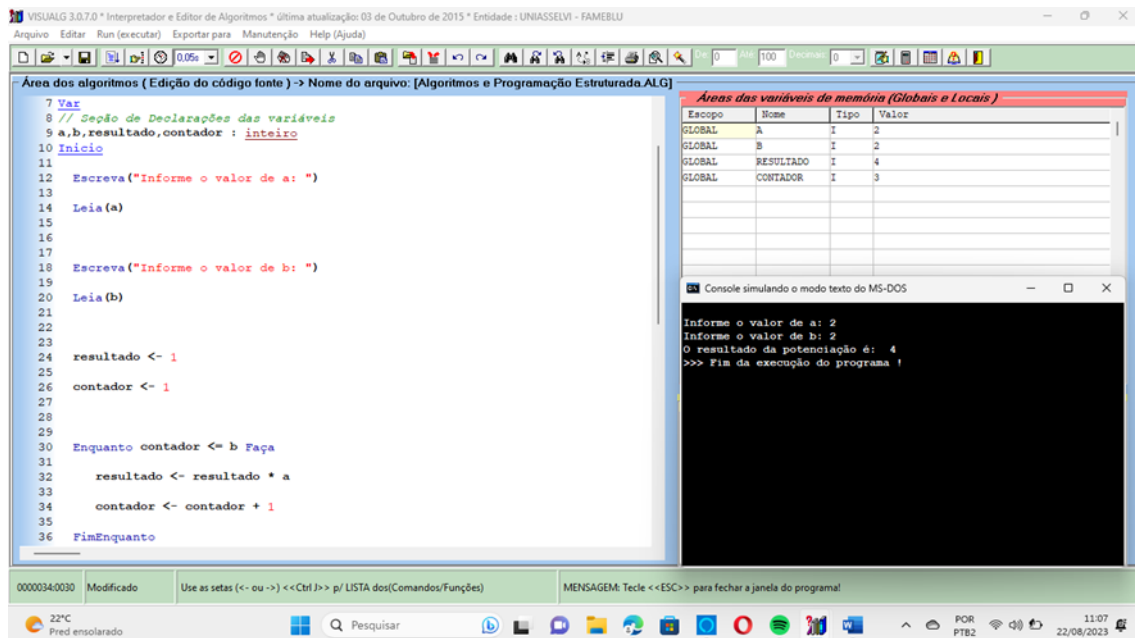 VISUALG 3.0.7.0 * Interpretador e Editor de Algoritmos * última atualização: 03 de Outubro de 2015 * Entidade : UNIASSELVI - FAMEBLU
Arquivo Editar Run (executar) Exportar para Manutenção Help (Ajuda)
0,05s De: 0 Até: 100 Decimais: 0
Área dos algoritmos ( Edição do código fonte ) -> Nome do arquivo: [Algoritmos e Programação Estruturada.ALG]
7 Var
8 // Seção de Declarações das variáveis
9 a,b,resultado,contador : inteiro
10 Inicio
11
12 Escreva("Informe o valor de a: ")
13
14 Leia(a)
15
16
17
18 Escreva("Informe o valor de b: ")
19
20 Leia(b)
21
22
23
24 resultado <- 1
25
26 contador <- 1
27
28
29
30 Enquanto contador <= b Faça
31
32 resultado <- resultado * a
33
34 contador <- contador + 1
35
36 FimEnquanto
Áreas das variáveis de memória (Globais e Locais )
Escopo Nome Tipo Valor
GLOBAL A I 2
GLOBAL B I 2
GLOBAL RESULTADO I 4
GLOBAL CONTADOR I 3
Console simulando o modo texto do MS-DOS
Informe o valor de a: 2
Informe o valor de b: 2
O resultado da potenciação é: 4
>>> Fim da execução do programa !
0000034:0030 Modificado Use as setas (<- ou ->) <<Ctrl J>> p/ LISTA dos(Comandos/Funções) MENSAGEM: Tecle <<ESC>> para fechar a janela do programa!
22°C
Pred ensolarado
Pesquisar
POR
PTB2
11:07
22/08/2023